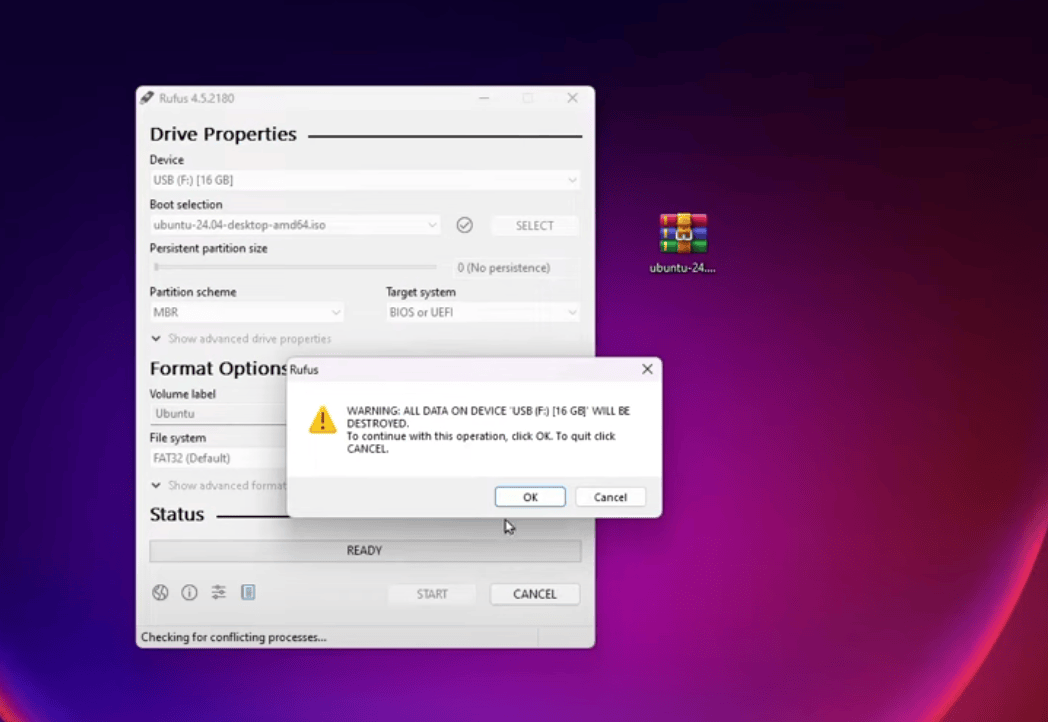 Rufus 4.5.2180
Drive Properties
Device
USB (F:) [16 GB]
Boot selection
ubuntu-24.04-desktop-amd64.iso
SELECT
Persistent partition size
0 (No persistence)
Partition scheme
Target system
MBR
BIOS or UEFI
Show advanced drive properties
Format Options
Volume label
Ubuntu
File system
FAT32 (Default)
Show advanced format
Status
READY
START
CANCEL
Checking for conflicting processes...
Rufus
WARNING: ALL DATA ON DEVICE 'USB (F:) [16 GB]' WILL BE
DESTROYED.
To continue with this operation, click OK. To quit click
CANCEL.
OK
Cancel
ubuntu-24....